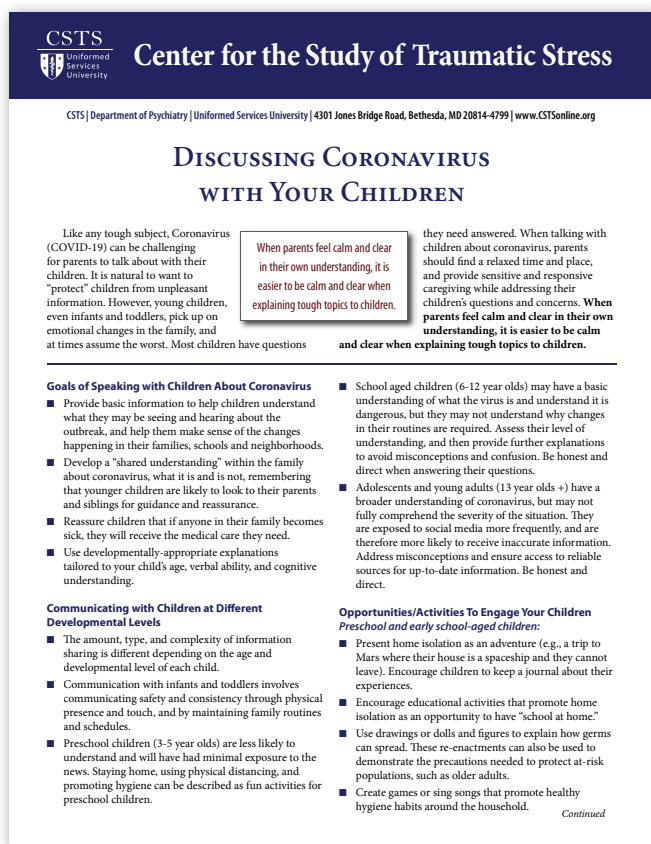 CSTS
Uniformed
Services
University
Center for the Study of Traumatic Stress
CSTS | Department of Psychiatry | Uniformed Services University | 4301 Jones Bridge Road, Bethesda, MD 20814-4799 | www.CSTSonline.org
Discussing Coronavirus
with Your Children
Like any tough subject, Coronavirus
(COVID-19) can be challenging
for parents to talk about with their
children. It is natural to want to
“protect” children from unpleasant
information. However, young children,
even infants and toddlers, pick up on
emotional changes in the family, and
at times assume the worst. Most children have questions
When parents feel calm and clear
in their own understanding, it is
easier to be calm and clear when
explaining tough topics to children.
they need answered. When talking with
children about coronavirus, parents
should find a relaxed time and place,
and provide sensitive and responsive
caregiving while addressing their
children’s questions and concerns. When
parents feel calm and clear in their own
understanding, it is easier to be calm
and clear when explaining tough topics to children.
Goals of Speaking with Children About Coronavirus
■ Provide basic information to help children understand
what they may be seeing and hearing about the
outbreak, and help them make sense of the changes
happening in their families, schools and neighborhoods.
■ Develop a “shared understanding” within the family
about coronavirus, what it is and is not, remembering
that younger children are likely to look to their parents
and siblings for guidance and reassurance.
■ Reassure children that if anyone in their family becomes
sick, they will receive the medical care they need.
■ Use developmentally-appropriate explanations
tailored to your child’s age, verbal ability, and cognitive
understanding.
Communicating with Children at Different
Developmental Levels
■ The amount, type, and complexity of information
sharing is different depending on the age and
developmental level of each child.
■ Communication with infants and toddlers involves
communicating safety and consistency through physical
presence and touch, and by maintaining family routines
and schedules.
■ Preschool children (3-5 year olds) are less likely to
understand and will have had minimal exposure to the
news. Staying home, using physical distancing, and
promoting hygiene can be described as fun activities for
preschool children.
■ School aged children (6-12 year olds) may have a basic
understanding of what the virus is and understand it is
dangerous, but they may not understand why changes
in their routines are required. Assess their level of
understanding, and then provide further explanations
to avoid misconceptions and confusion. Be honest and
direct when answering their questions.
■ Adolescents and young adults (13 year olds +) have a
broader understanding of coronavirus, but may not
fully comprehend the severity of the situation. They
are exposed to social media more frequently, and are
therefore more likely to receive inaccurate information.
Address misconceptions and ensure access to reliable
sources for up-to-date information. Be honest and
direct.
Opportunities/Activities To Engage Your Children
Preschool and early school-aged children:
■ Present home isolation as an adventure (e.g., a trip to
Mars where their house is a spaceship and they cannot
leave). Encourage children to keep a journal about their
experiences.
■ Encourage educational activities that promote home
isolation as an opportunity to have “school at home.”
■ Use drawings or dolls and figures to explain how germs
can spread. These re-enactments can also be used to
demonstrate the precautions needed to protect at-risk
populations, such as older adults.
■ Create games or sing songs that promote healthy
hygiene habits around the household.
Continued